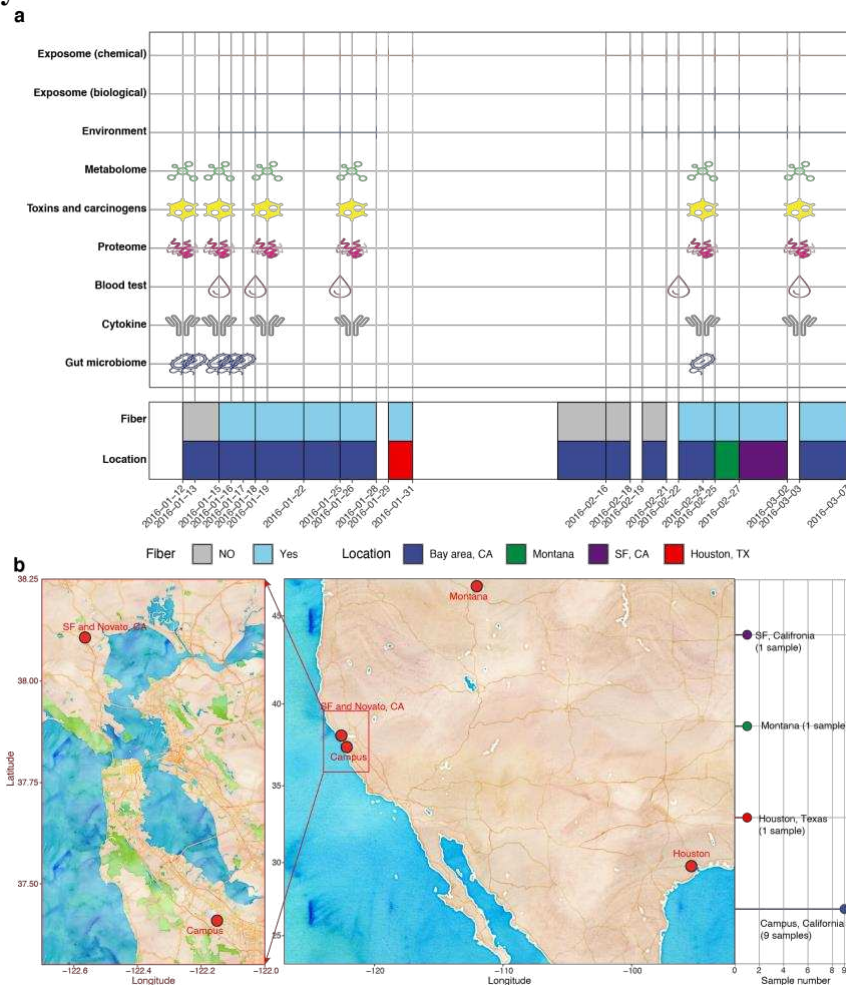 y
a
Exposome (chemical)
Exposome (biological)
Environment
Metabolome
Toxins and carcinogens
Proteome
Blood test
Cytokine
Gut microbiome
Fiber
Location
2016-01-12
2016-01-13
2016-01-15
2016-01-16
2016-01-17
2016-01-18
2016-01-19
2016-01-22
2016-01-25
2016-01-26
2016-01-28
2016-01-29
2016-01-31
2016-02-16
2016-02-18
2016-02-19
2016-02-21
2016-02-22
2016-02-24
2016-02-25
2016-02-27
2016-03-02
2016-03-03
2016-03-07
Fiber NO Yes Location Bay area, CA Montana SF, CA Houston, TX
b
38.25
38.00
37.75
37.50
Latitude
SF and Novato, CA
Campus
-122.6 -122.4 -122.2 -122.0
Longitude
45
40
35
30
25
Montana
SF and Novato, CA
Campus
Houston
-120 -110 -100
Longitude
SF, Califronia
(1 sample)
Montana (1 sample
Houston, Texas
(1 sample)
Campus, California
(9 samples)
0 2 4 6 8 9
Sample number